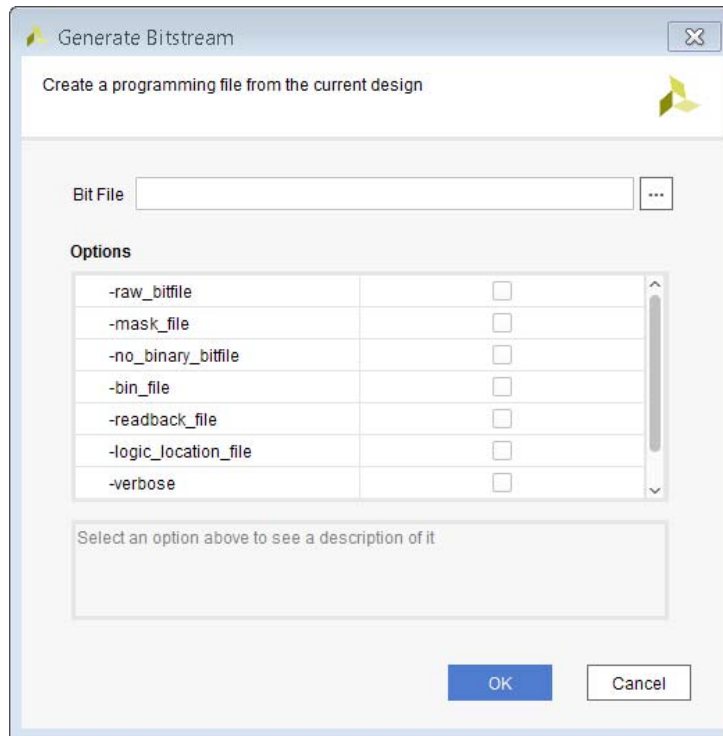 Generate Bitstream
Create a programming file from the current design
Bit File ...
Options
-raw_bitfile
-mask_file
-no_binary_bitfile
-bin_file
-readback_file
-logic_location_file
-verbose
Select an option above to see a description of it
OK Cancel